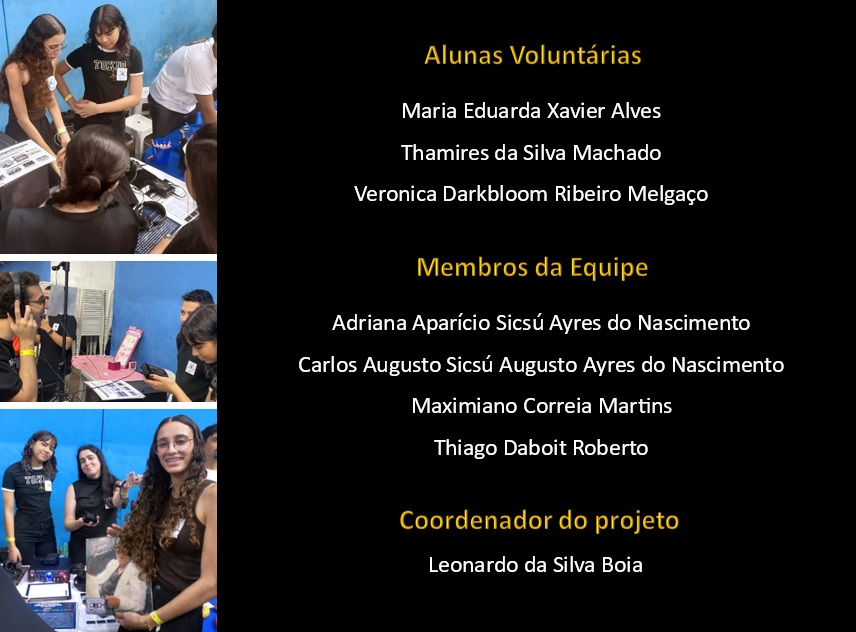 Alunas Voluntárias
Maria Eduarda Xavier Alves
Thamires da Silva Machado
Veronica Darkbloom Ribeiro Melgaço
Membros da Equipe
Adriana Aparício Sicsú Ayres do Nascimento
Carlos Augusto Sicsú Augusto Ayres do Nascimento
Maximiano Correia Martins
Thiago Daboit Roberto
Coordenador do projeto
Leonardo da Silva Boia